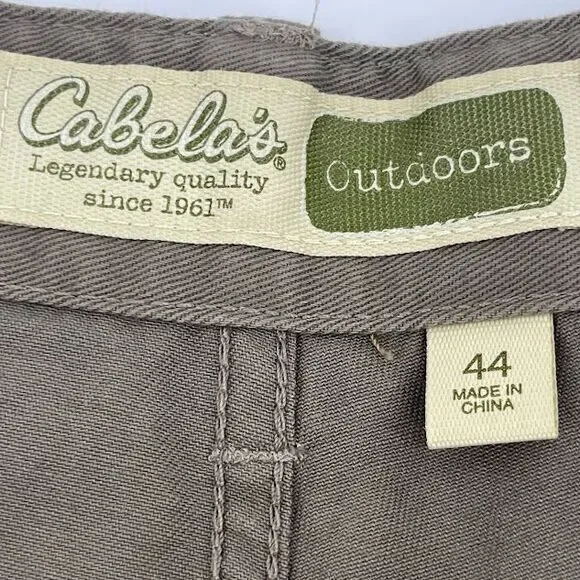 Cabela's®
Legendary quality
since 1961™
Outdoors
44
MADE IN
CHINA